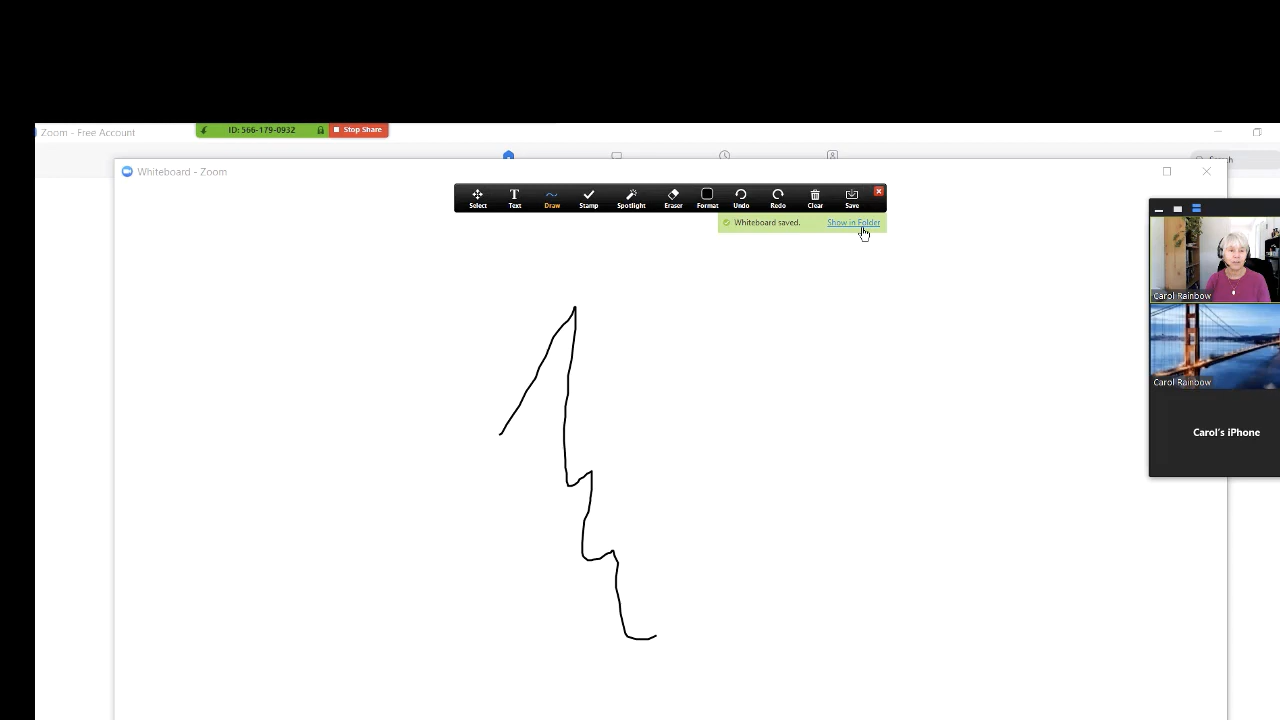 Zoom - Free Account
ID: 566-179-0932
Stop Share
Whiteboard - Zoom
Select
Text
Draw
Stamp
Spotlight
Eraser
Format
Undo
Redo
Clear
Save
Whiteboard saved.
Show in Folder
Carol Rainbow
Carol Rainbow
Carol's iPhone